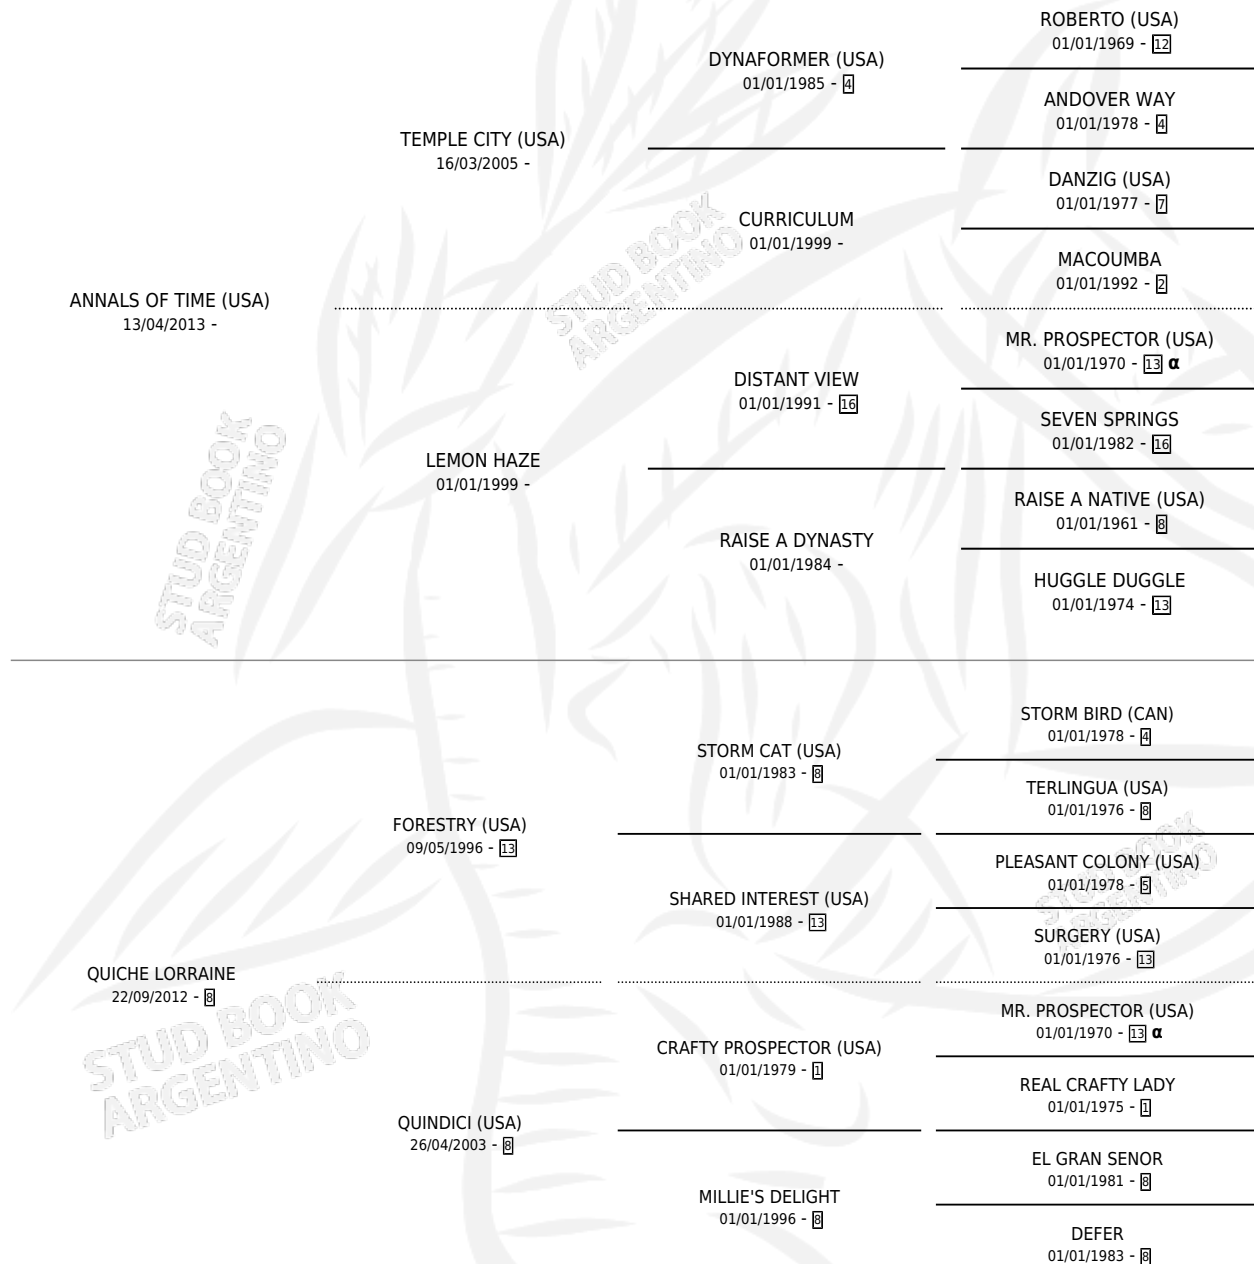 ROBERTO (USA)
01/01/1969 - 12
DYNAFORMER (USA)
01/01/1985 - 4
ANDOVER WAY
01/01/1978 - 4
TEMPLE CITY (USA)
16/03/2005 -
DANZIG (USA)
01/01/1977 - 7
CURRICULUM
01/01/1999 -
MACOUMBA
01/01/1992 - 2
ANNALS OF TIME (USA)
13/04/2013 -
MR. PROSPECTOR (USA)
01/01/1970 - 13 α
DISTANT VIEW
01/01/1991 - 16
SEVEN SPRINGS
01/01/1982 - 16
LEMON HAZE
01/01/1999 -
RAISE A NATIVE (USA)
01/01/1961 - 8
RAISE A DYNASTY
01/01/1984 -
HUGGLE DUGGLE
01/01/1974 - 13
STORM BIRD (CAN)
01/01/1978 - 4
STORM CAT (USA)
01/01/1983 - 8
TERLINGUA (USA)
01/01/1976 - 8
FORESTRY (USA)
09/05/1996 - 13
PLEASANT COLONY (USA)
01/01/1978 - 5
SHARED INTEREST (USA)
01/01/1988 - 13
SURGERY (USA)
01/01/1976 - 13
QUICHE LORRAINE
22/09/2012 - 8
MR. PROSPECTOR (USA)
01/01/1970 - 13 α
CRAFTY PROSPECTOR (USA)
01/01/1979 - 1
REAL CRAFTY LADY
01/01/1975 - 1
QUINDICI (USA)
26/04/2003 - 8
EL GRAN SENOR
01/01/1981 - 8
MILLIE'S DELIGHT
01/01/1996 - 8
DEFER
01/01/1983 - 8
STUD BOOK
ARGENTINO
STUD BOOK
ARGENTINO
STUD BOOK
ARGENTINO
STUD BOOK
ARGENTINO